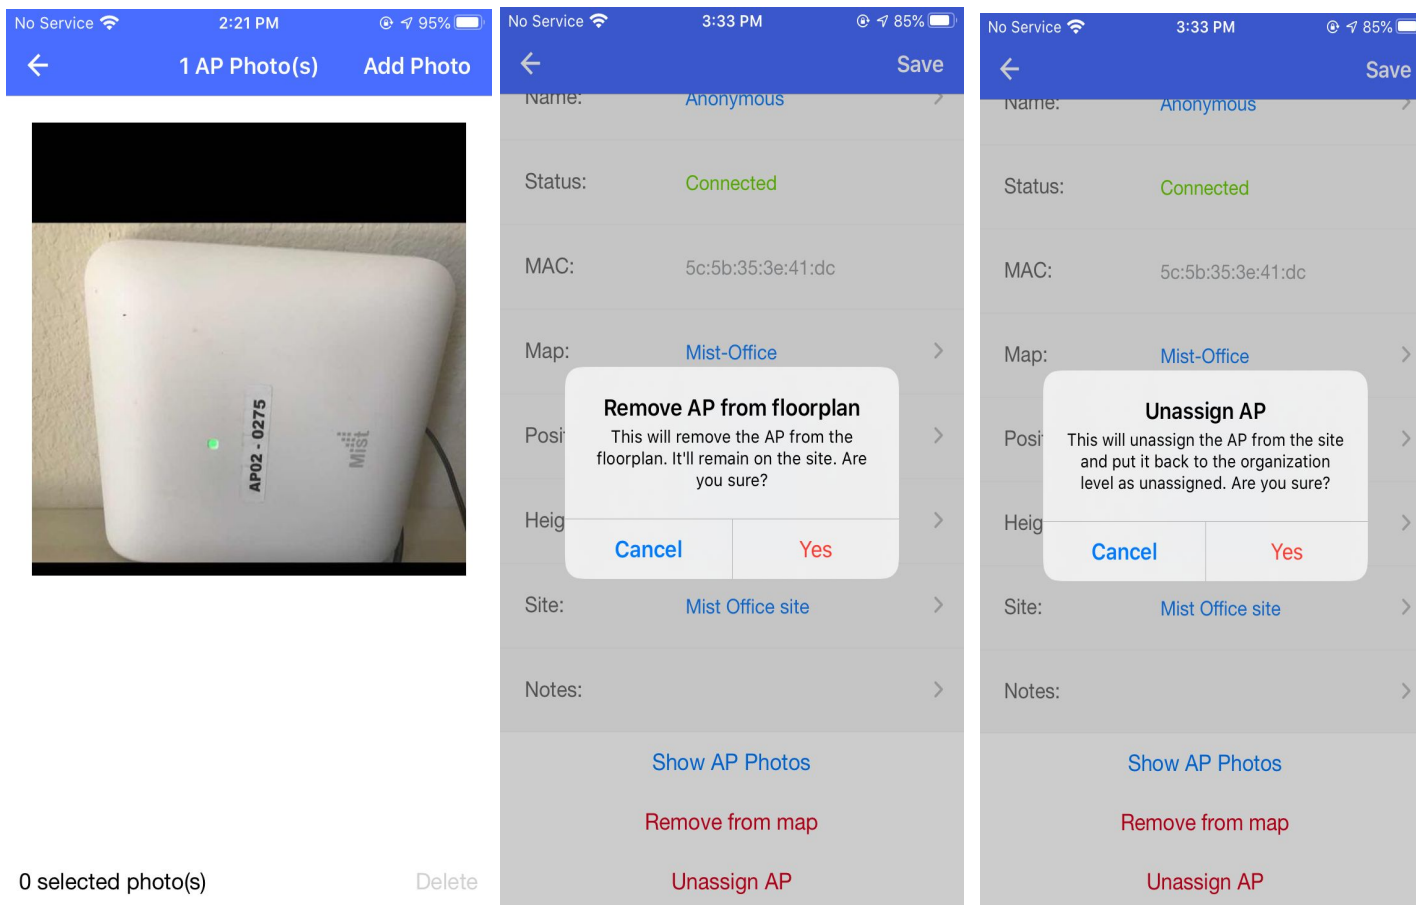 No Service 2:21 PM 95%
1 AP Photo(s) Add Photo
AP02 - 0275
Mist
0 selected photo(s) Delete
No Service 3:33 PM 85%
Save
Name: Anonymous
Status: Connected
MAC: 5c:5b:35:3e:41:dc
Map: Mist-Office
Remove AP from floorplan
Posi
This will remove the AP from the
floorplan. It'll remain on the site. Are
you sure?
Heig
Cancel Yes
Site: Mist Office site
Notes:
Show AP Photos
Remove from map
Unassign AP
No Service 3:33 PM 85%
Save
Name: Anonymous
Status: Connected
MAC: 5c:5b:35:3e:41:dc
Map: Mist-Office
Unassign AP
Posi
This will unassign the AP from the site
and put it back to the organization
level as unassigned. Are you sure?
Heig
Cancel Yes
Site: Mist Office site
Notes:
Show AP Photos
Remove from map
Unassign AP